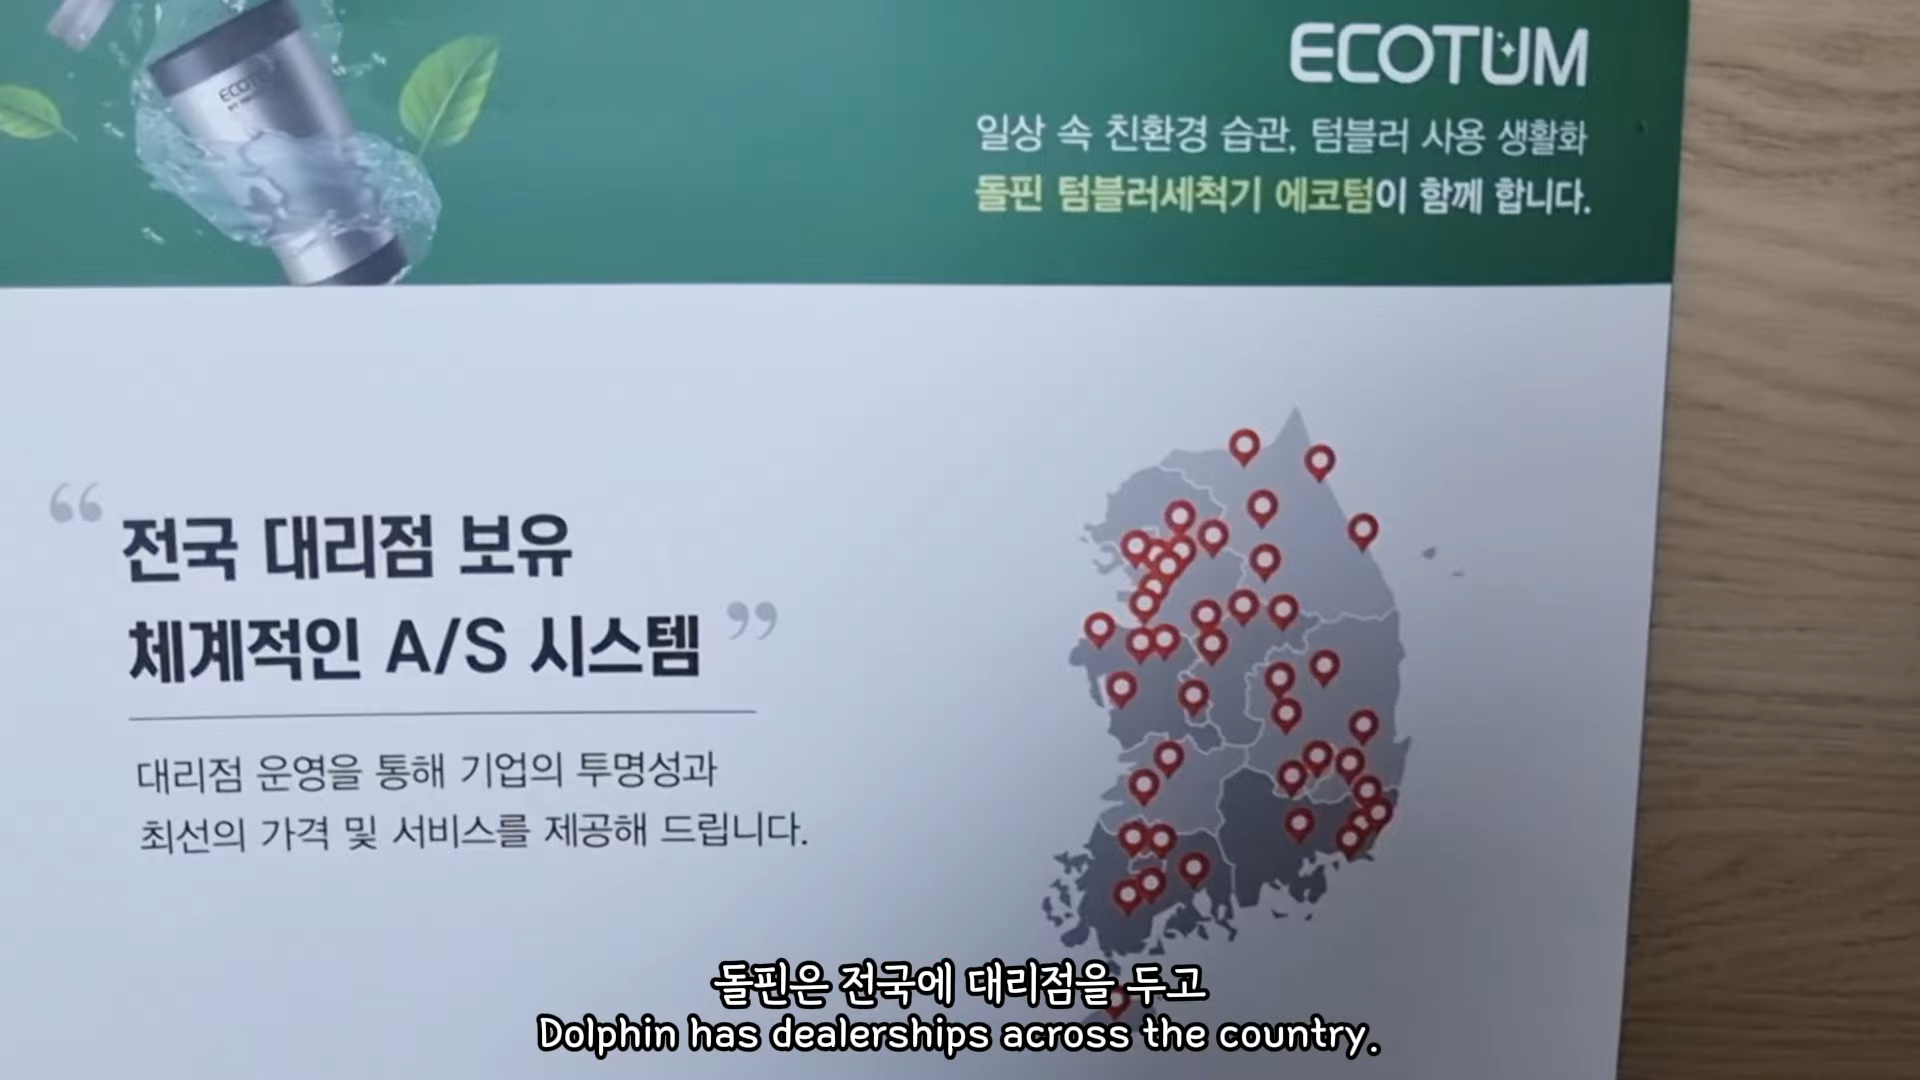 ECOTUM
ECOTUM
일상 속 친환경 습관, 텀블러 사용 생활화
돌핀 텀블러세척기 에코텀이 함께 합니다.
“전국 대리점 보유
체계적인 A/S 시스템”
대리점 운영을 통해 기업의 투명성과
최선의 가격 및 서비스를 제공해 드립니다.
돌핀은 전국에 대리점을 두고
Dolphin has dealerships across the country.